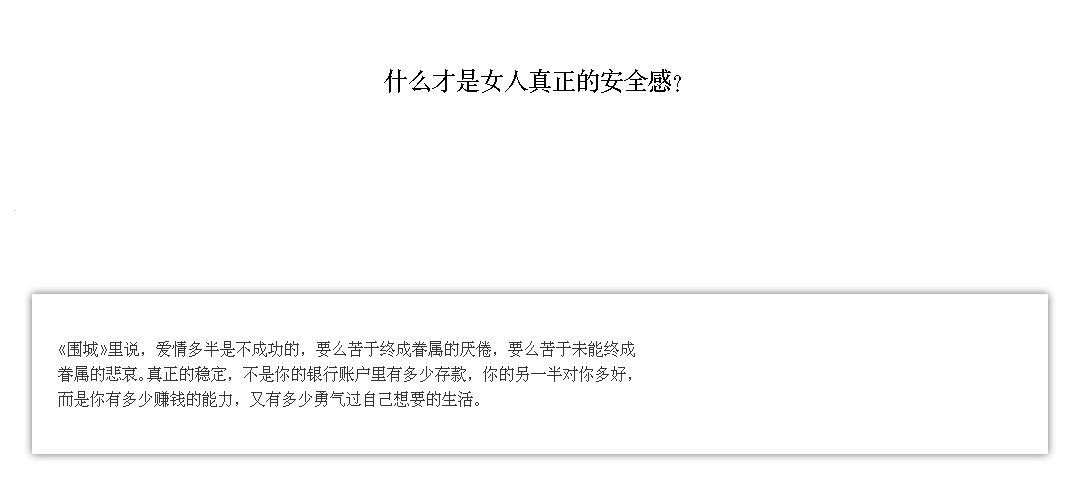 什么才是女人真正的安全感?
《围城》里说，爱情多半是不成功的，要么苦于终成眷属的厌倦，要么苦于未能终成
眷属的悲哀。真正的稳定，不是你的银行账户里有多少存款，你的另一半对你多好，
而是你有多少赚钱的能力，又有多少勇气过自己想要的生活。